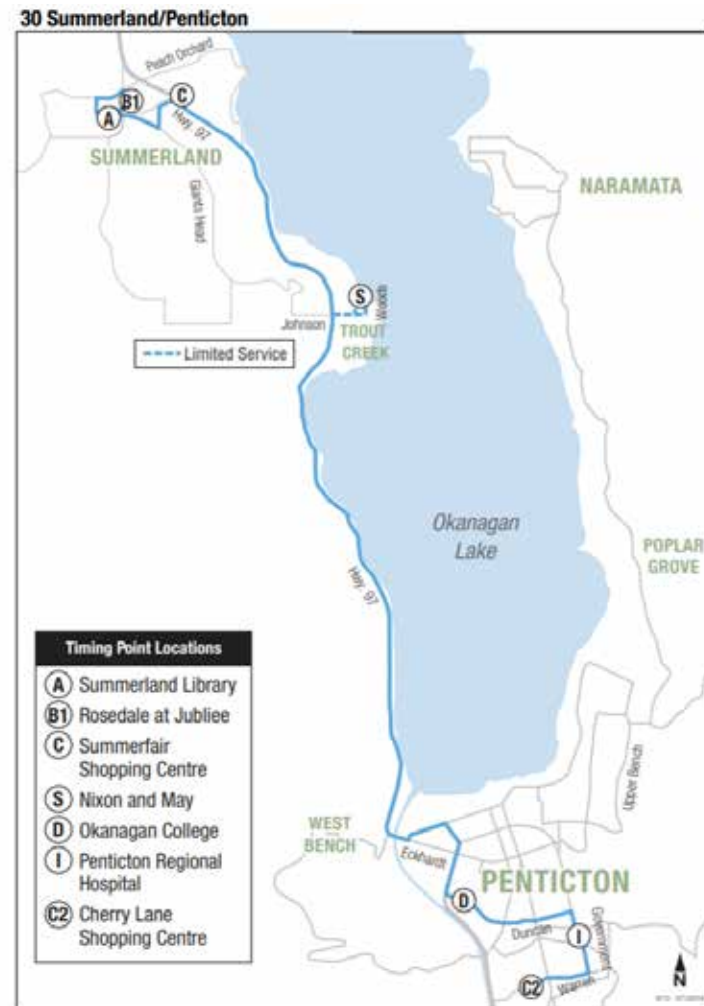 30 Summerland/Penticton
Peach Orchard
B1
C
A
Hwy. 97
SUMMERLAND
Giants Head
NARAMATA
S
Woods
Johnson
TROUT
CREEK
Limited Service
Okanagan
Lake
POPLAR
GROVE
Hwy. 97
Timing Point Locations
A Summerland Library
B1 Rosedale at Jubliee
C Summerfair
Shopping Centre
S Nixon and May
D Okanagan College
I Penticton Regional
Hospital
C2 Cherry Lane
Shopping Centre
Upper Bench
WEST
BENCH
Eckhardt
PENTICTON
D
Duncan
Government
I
Warren
C2
N